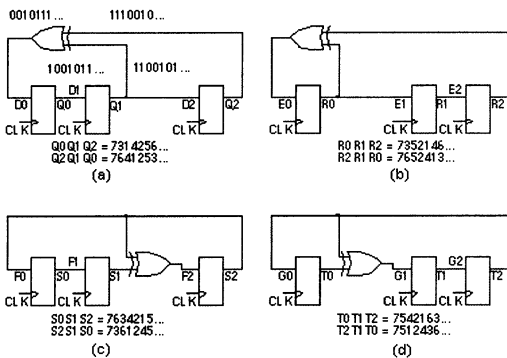 0010111... 1110010...
1001011... 1100101...
D1
D0 Q0 Q1 D2 Q2
CLK CLK CLK
Q0 Q1 Q2 = 7314256...
Q2 Q1 Q0 = 7641253...
(a)
E2
E0 R0 E1 R1 R2
CLK CLK CLK
R0 R1 R2 = 7352146...
R2 R1 R0 = 7652413...
(b)
F1
F0 S0 S1 F2 S2
CLK CLK CLK
S0 S1 S2 = 7634215...
S2 S1 S0 = 7361245...
(c)
G2
G0 T0 G1 T1 T2
CLK CLK CLK
T0 T1 T2 = 7542163...
T2 T1 T0 = 7512436...
(d)